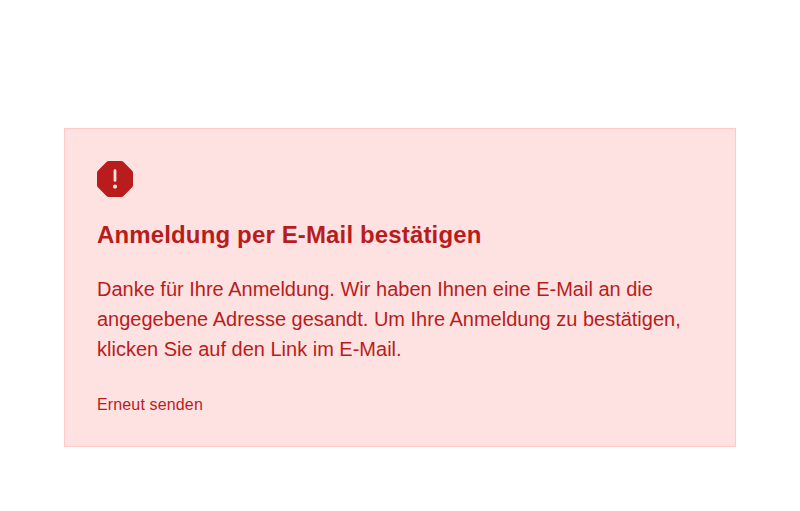 Anmeldung per E-Mail bestätigen
Danke für Ihre Anmeldung. Wir haben Ihnen eine E-Mail an die
angegebene Adresse gesandt. Um Ihre Anmeldung zu bestätigen,
klicken Sie auf den Link im E-Mail.
Erneut senden